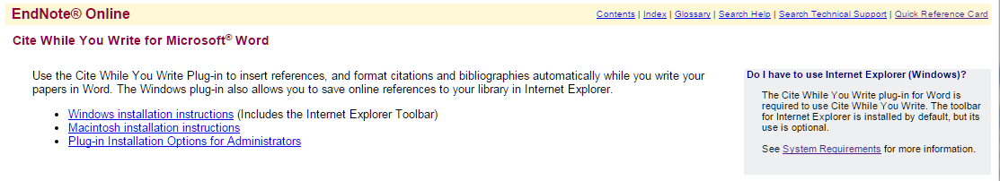 EndNote® Online
Contents | Index | Glossary | Search Help | Search Technical Support | Quick Reference Card
Cite While You Write for Microsoft® Word
Use the Cite While You Write Plug-in to insert references, and format citations and bibliographies automatically while you write your
papers in Word. The Windows plug-in also allows you to save online references to your library in Internet Explorer.
• Windows installation instructions (Includes the Internet Explorer Toolbar)
• Macintosh installation instructions
• Plug-in Installation Options for Administrators
Do I have to use Internet Explorer (Windows)?
The Cite While You Write plug-in for Word is
required to use Cite While You Write. The toolbar
for Internet Explorer is installed by default, but its
use is optional.
See System Requirements for more information.